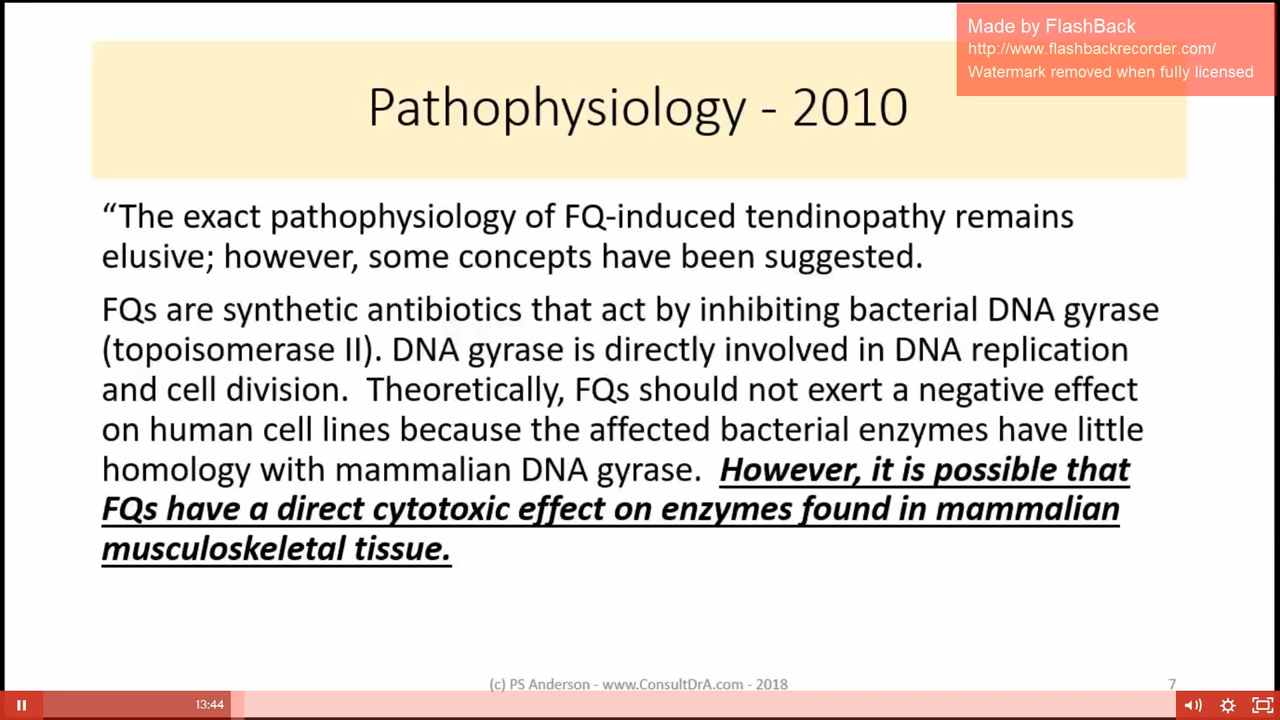 Made by FlashBack
http://www.flashbackrecorder.com/
Watermark removed when fully licensed
Pathophysiology - 2010
“The exact pathophysiology of FQ-induced tendinopathy remains
elusive; however, some concepts have been suggested.
FQs are synthetic antibiotics that act by inhibiting bacterial DNA gyrase
(topoisomerase II). DNA gyrase is directly involved in DNA replication
and cell division.  Theoretically, FQs should not exert a negative effect
on human cell lines because the affected bacterial enzymes have little
homology with mammalian DNA gyrase.  However, it is possible that
FQs have a direct cytotoxic effect on enzymes found in mammalian
musculoskeletal tissue.
(c) PS Anderson - www.ConsultDrA.com - 2018
7
13:44